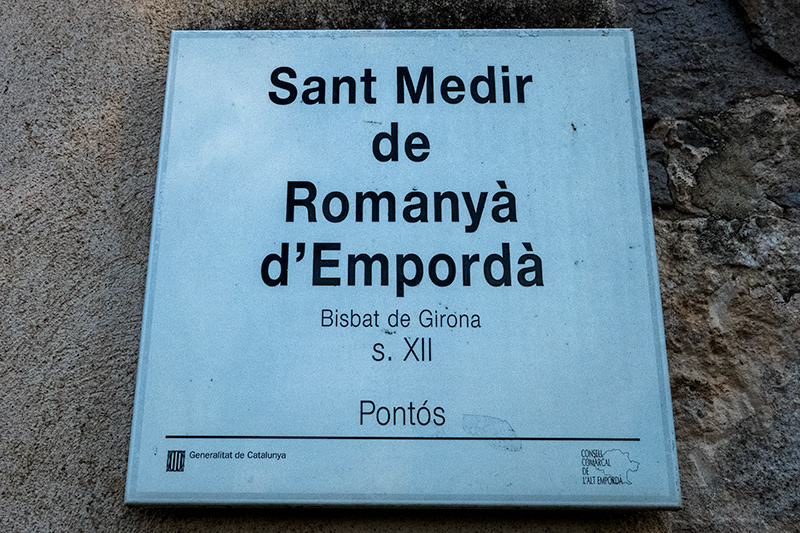 Sant Medir
de
Romanyà
d'Empordà
Bisbat de Girona
s. XII
Pontós
Generalitat de Catalunya
CONSELL
COMARCAL
DE
L'ALT EMPORDÀ